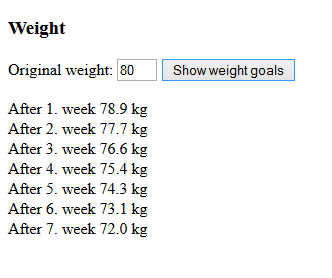 Weight
Original weight: 80 Show weight goals
After 1. week 78.9 kg
After 2. week 77.7 kg
After 3. week 76.6 kg
After 4. week 75.4 kg
After 5. week 74.3 kg
After 6. week 73.1 kg
After 7. week 72.0 kg